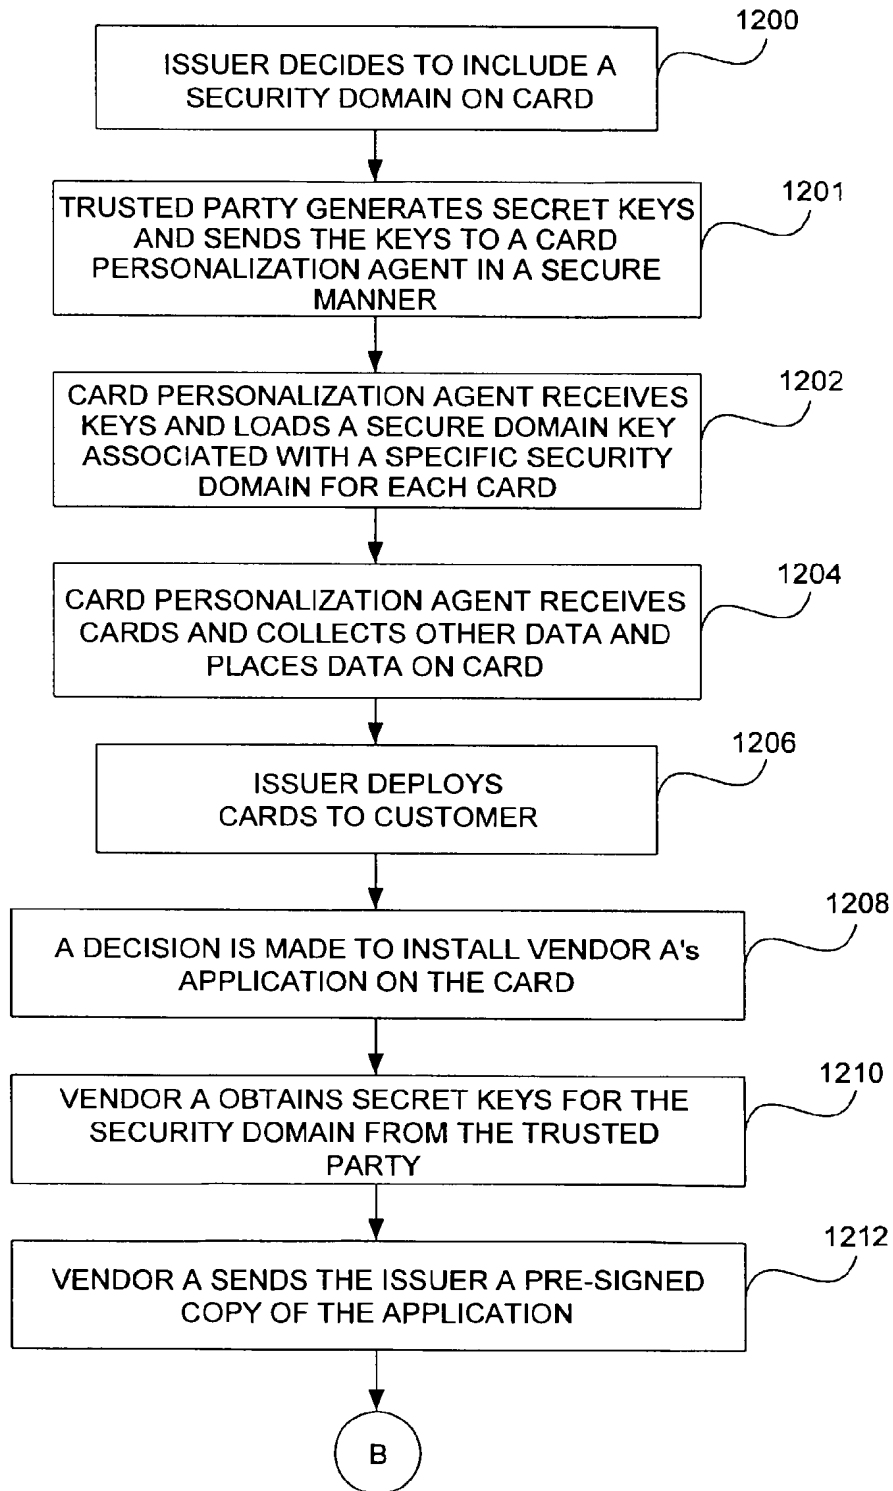 1200
ISSUER DECIDES TO INCLUDE A
SECURITY DOMAIN ON CARD
1201
TRUSTED PARTY GENERATES SECRET KEYS
AND SENDS THE KEYS TO A CARD
PERSONALIZATION AGENT IN A SECURE
MANNER
1202
CARD PERSONALIZATION AGENT RECEIVES
KEYS AND LOADS A SECURE DOMAIN KEY
ASSOCIATED WITH A SPECIFIC SECURITY
DOMAIN FOR EACH CARD
1204
CARD PERSONALIZATION AGENT RECEIVES
CARDS AND COLLECTS OTHER DATA AND
PLACES DATA ON CARD
1206
ISSUER DEPLOYS
CARDS TO CUSTOMER
1208
A DECISION IS MADE TO INSTALL VENDOR A's
APPLICATION ON THE CARD
1210
VENDOR A OBTAINS SECRET KEYS FOR THE
SECURITY DOMAIN FROM THE TRUSTED
PARTY
1212
VENDOR A SENDS THE ISSUER A PRE-SIGNED
COPY OF THE APPLICATION
B